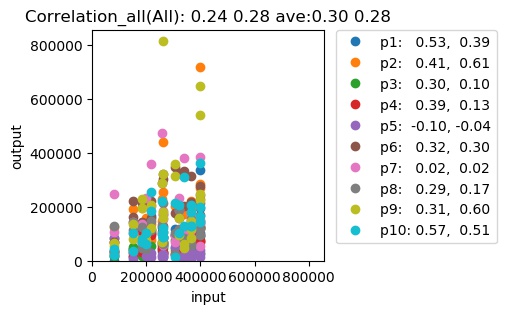 Correlation_all(All): 0.24 0.28 ave:0.30 0.28
800000
600000
400000
200000
0
output
0 200000 400000 600000 800000
input
p1: 0.53, 0.39
p2: 0.41, 0.61
p3: 0.30, 0.10
p4: 0.39, 0.13
p5: -0.10, -0.04
p6: 0.32, 0.30
p7: 0.02, 0.02
p8: 0.29, 0.17
p9: 0.31, 0.60
p10: 0.57, 0.51